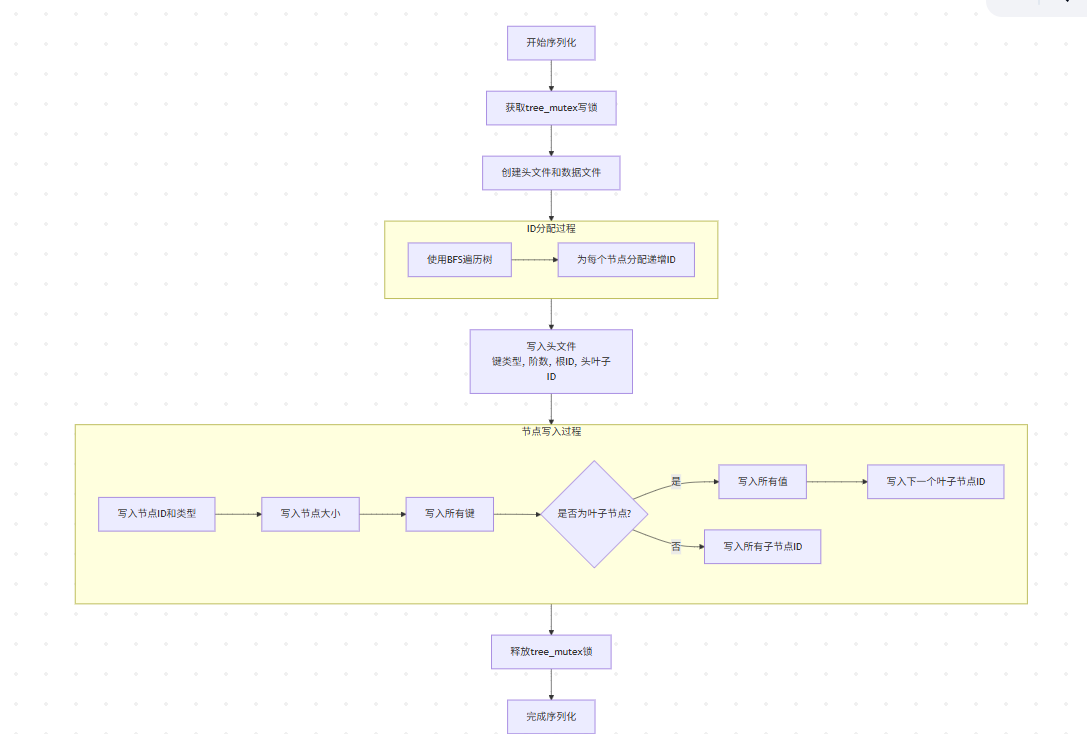 开始序列化
获取tree_mutex写锁
创建头文件和数据文件
ID分配过程
使用BFS遍历树
为每个节点分配递增ID
写入头文件
键类型, 阶数, 根ID, 头叶子
ID
节点写入过程
写入节点ID和类型
写入节点大小
写入所有键
是否为叶子节点?
是
写入所有值
写入下一个叶子节点ID
否
写入所有子节点ID
释放tree_mutex锁
完成序列化